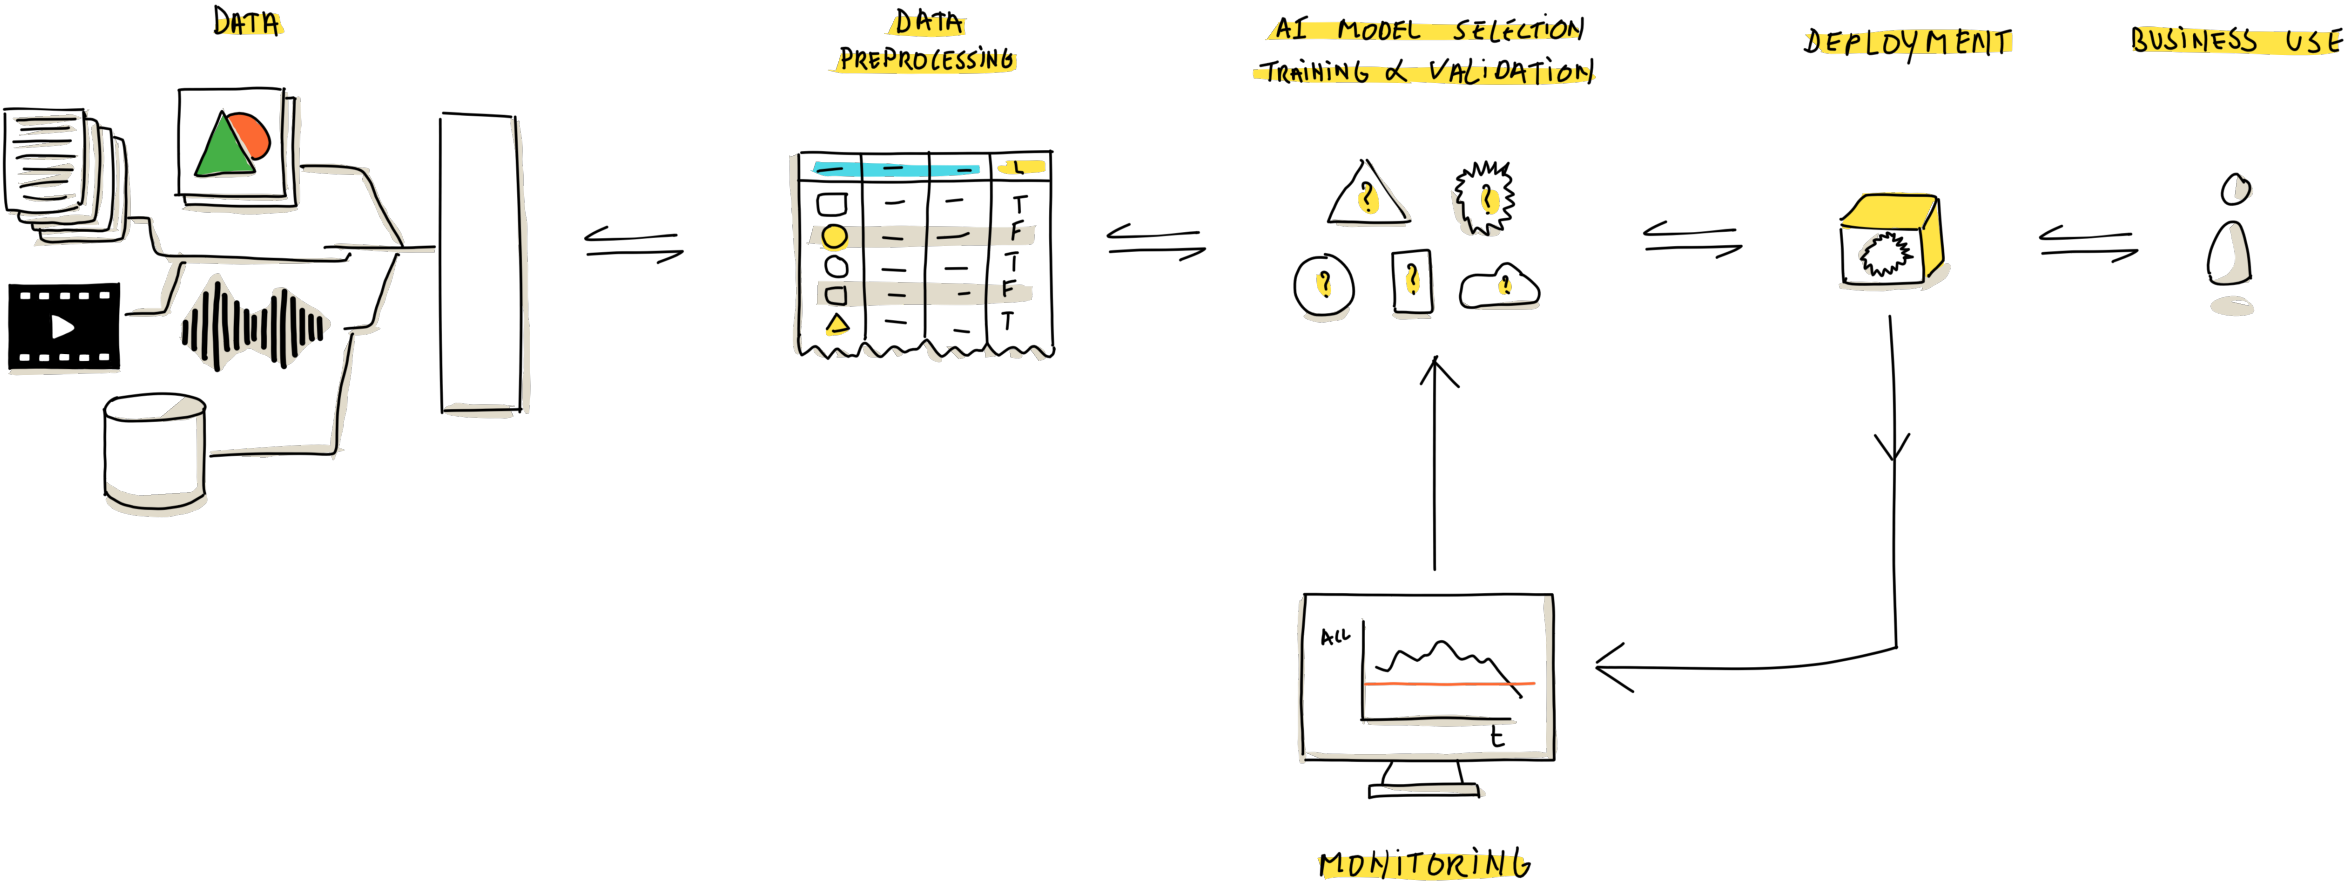 DATA
DATA
PREPROCESSING
AI MODEL SELECTION
TRAINING & VALIDATION
DEPLOYMENT
BUSINESS USE
L
T
F
T
F
T
? ?
? ? ?
ACC
t
MONITORING